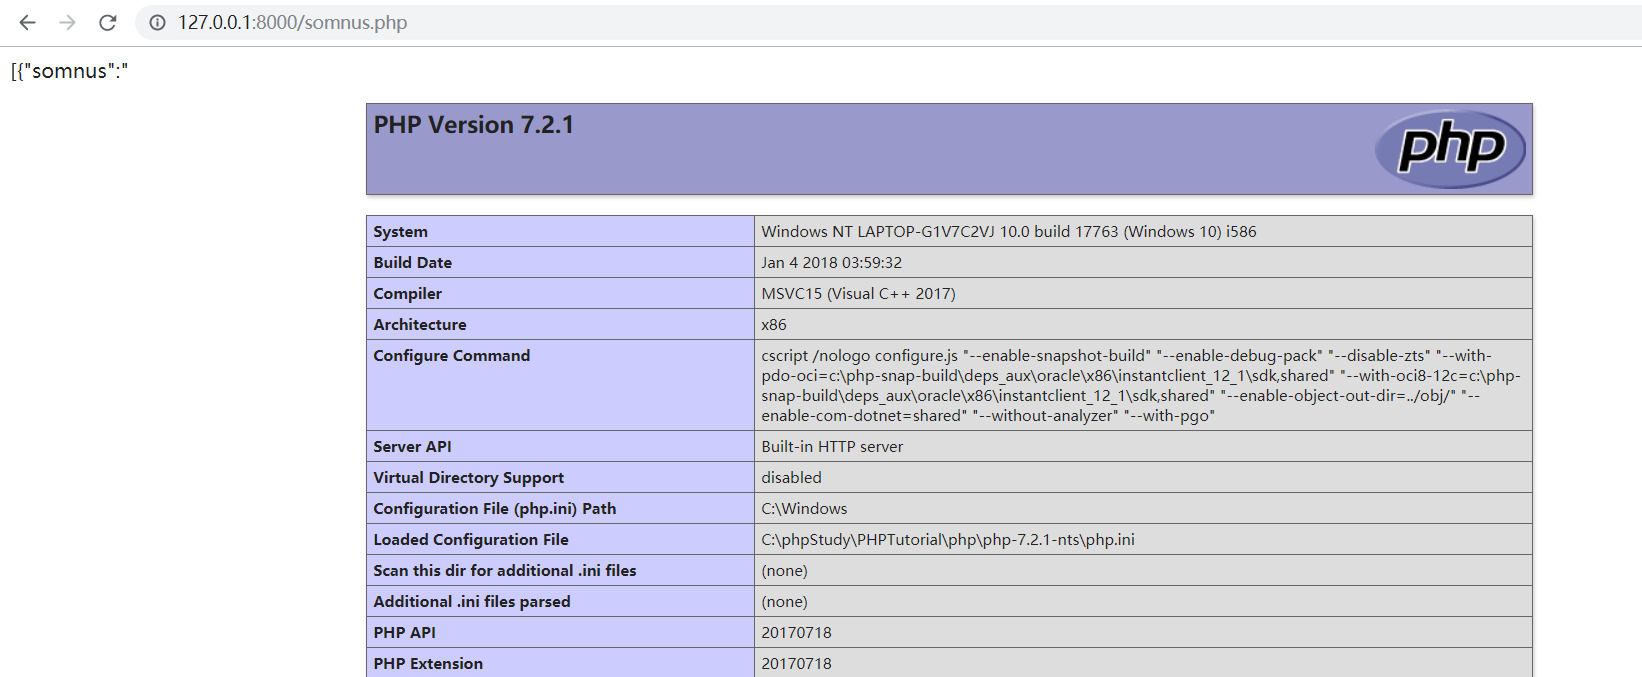 127.0.0.1:8000/somnus.php
[{"somnus":"
PHP Version 7.2.1
php
System Windows NT LAPTOP-G1V7C2VJ 10.0 build 17763 (Windows 10) i586
Build Date Jan 4 2018 03:59:32
Compiler MSVC15 (Visual C++ 2017)
Architecture x86
Configure Command cscript /nologo configure.js "--enable-snapshot-build" "--enable-debug-pack" "--disable-zts" "--with-
pdo-oci=c:\php-snap-build\deps_aux\oracle\x86\instantclient_12_1\sdk,shared" "--with-oci8-12c=c:\php-
snap-build\deps_aux\oracle\x86\instantclient_12_1\sdk,shared" "--enable-object-out-dir=../obj/" "--
enable-com-dotnet=shared" "--without-analyzer" "--with-pgo"
Server API Built-in HTTP server
Virtual Directory Support disabled
Configuration File (php.ini) Path C:\Windows
Loaded Configuration File C:\phpStudy\PHPTutorial\php\php-7.2.1-nts\php.ini
Scan this dir for additional .ini files (none)
Additional .ini files parsed (none)
PHP API 20170718
PHP Extension 20170718